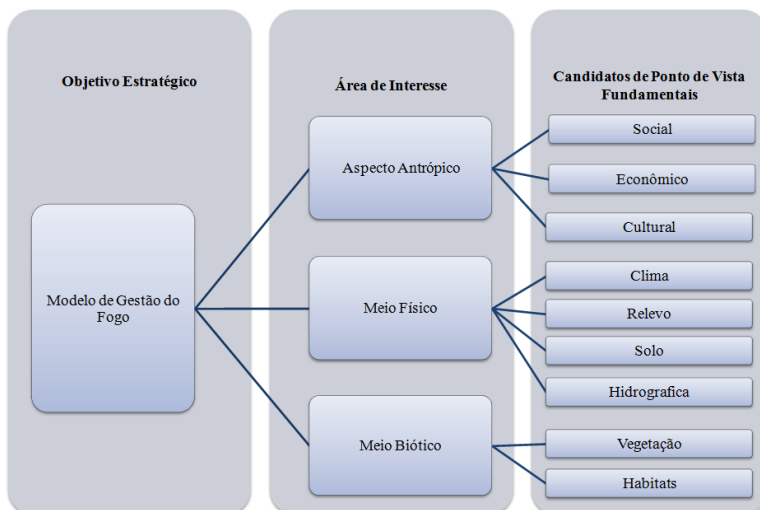 Objetivo Estratégico
Modelo de Gestão do
Fogo
Área de Interesse
Aspecto Antrópico
Meio Físico
Meio Biótico
Candidatos de Ponto de Vista
Fundamentais
Social
Econômico
Cultural
Clima
Relevo
Solo
Hidrografica
Vegetação
Habitats